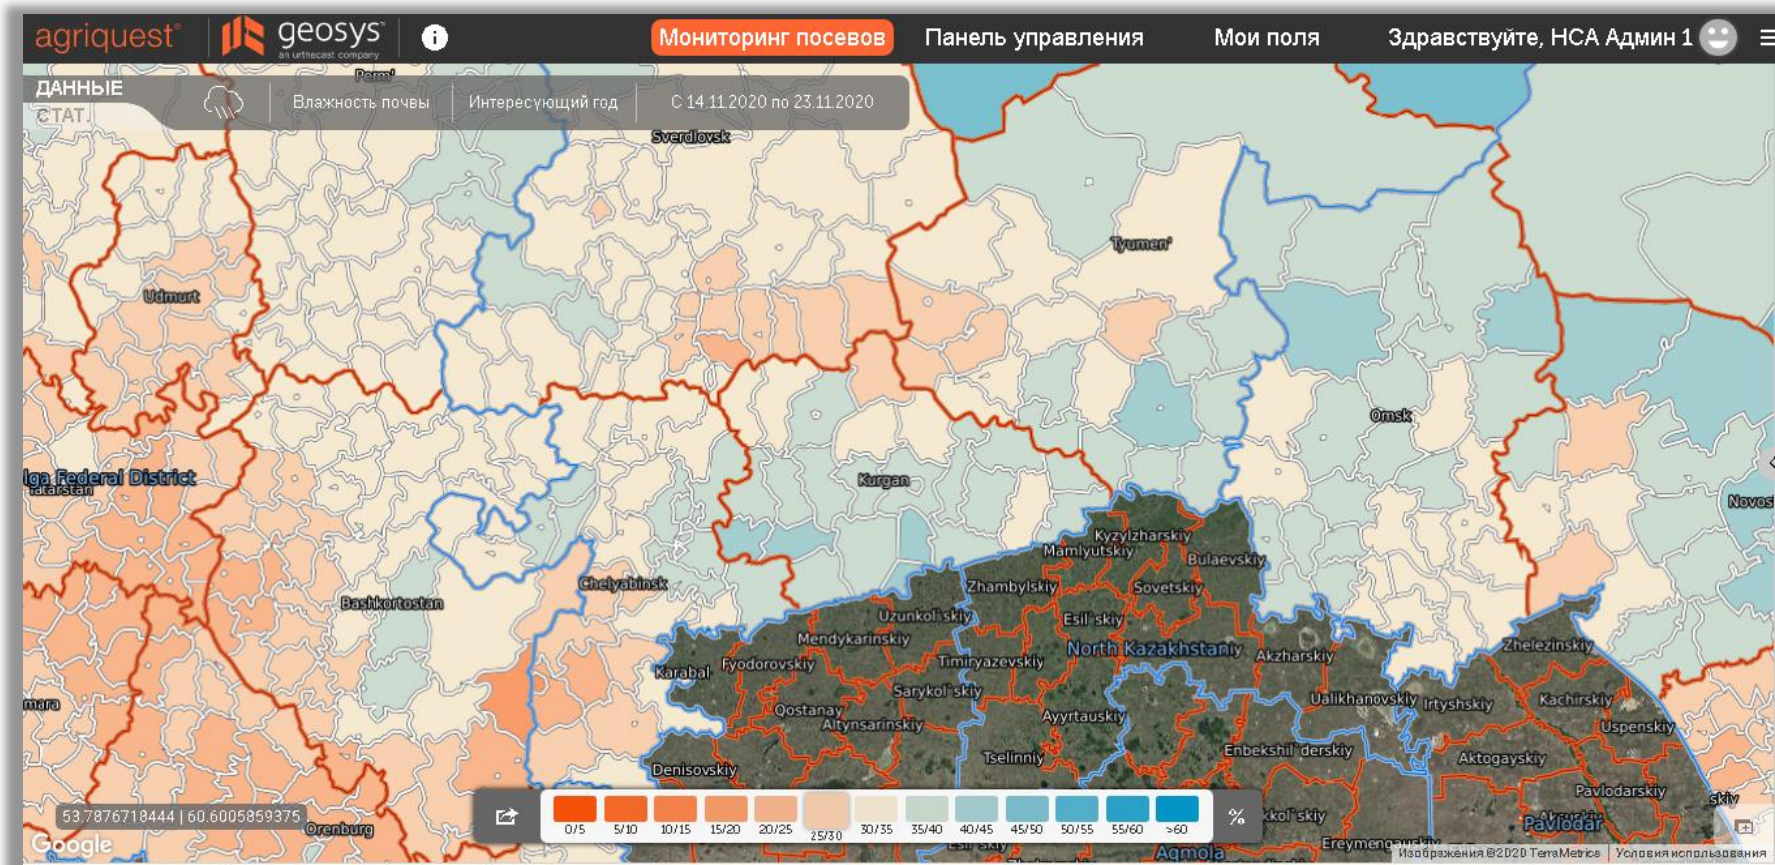 agriquest® geosys™ i Мониторинг посевов Панель управления Мои поля Здравствуйте, НСА Админ 1
an urthecast company
Perm'
ДАННЫЕ
СТАТ.
Влажность почвы Интересующий год С 14.11.2020 по 23.11.2020
Sverdlovsk
Tyumen'
Udmurt
Omsk
lga Federal District
Tatarstan
Kurgan
Novos
Kyzylzharskiy
Mamlyutskiy
Bulaevskiy
Chelyabinsk
Zhambylskiy
Sovetskiy
Bashkortostan
Uzunkol'skiy
Esil'skiy
Mendykarinskiy
North Kazakhstan
Akzharskiy
Zhelezinskiy
Karabal
Fyodorovskiy
Timiryazevskiy
mara
Sarykol'skiy
Ualikhanovskiy
Irtyshskiy
Kachirskiy
Qostanay
Altynsarinskiy
Ayyrtauskiy
Uspenskiy
Denisovskiy
Tselinniy
Enbekshil'derskiy
Aktogayskiy
Pavlodarskiy
skiy
53.7876718444 | 60.6005859375
Orenburg
0/5 5/10 10/15 15/20 20/25 25/30 30/35 35/40 40/45 45/50 50/55 55/60 >60 %
kkol'skiy
Pavlodar
Google
Esil'skiy
Aqmola
Ereymengauskiy
Изображения ©2020 TerraMetrics Условия использования